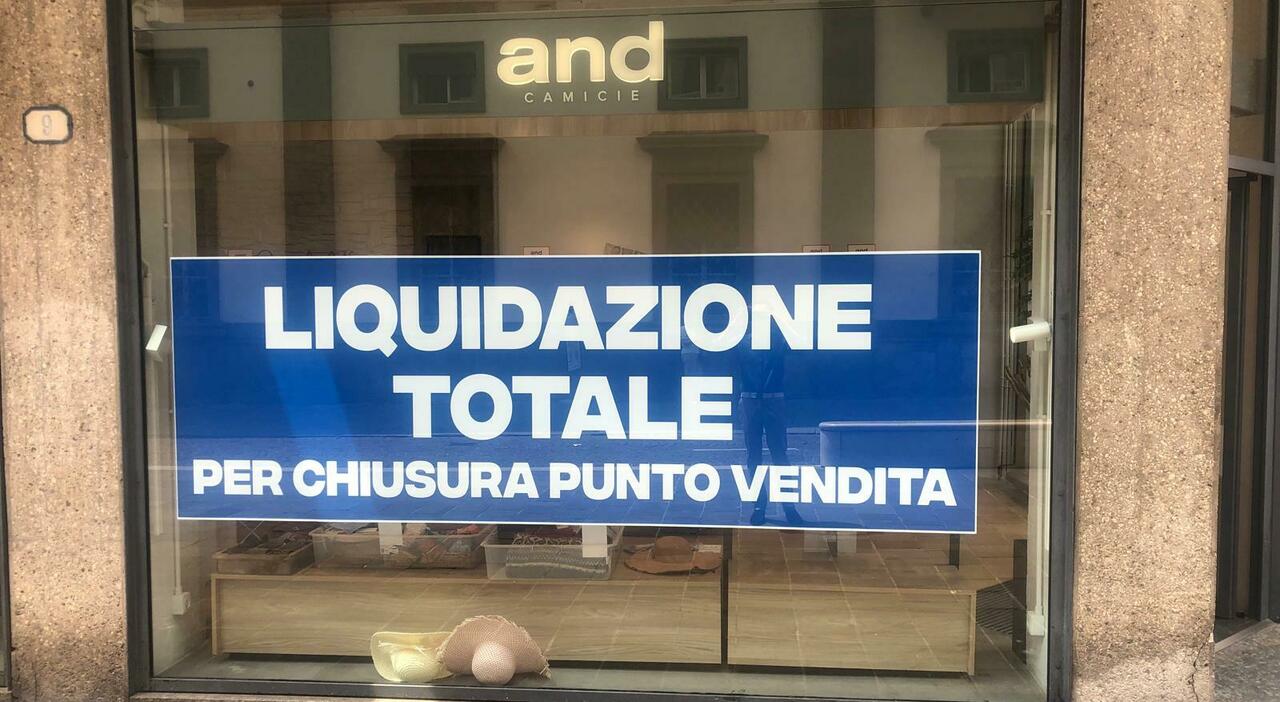 and
CAMICIE
9
LIQUIDAZIONE
TOTALE
PER CHIUSURA PUNTO VENDITA